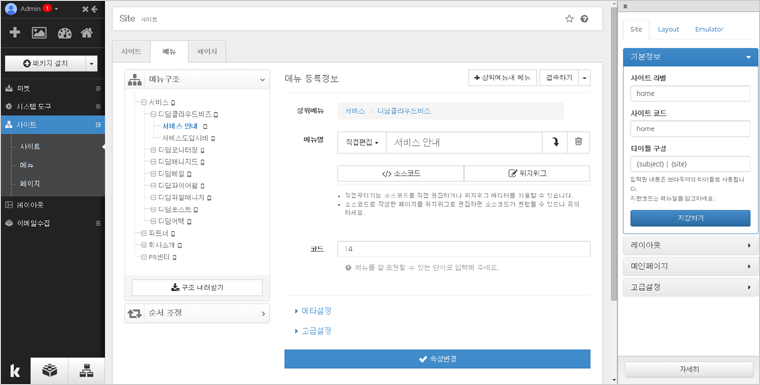 Admin 1
패키지 설치
마켓
시스템 도구
사이트
사이트
메뉴
페이지
레이아웃
이메일수집
k
Site 사이트
사이트
메뉴
페이지
메뉴구조
서비스
디딤클라우드비즈
서비스 안내
서비스도입사례
디딤모니터링
디딤매니지드
디딤메일
디딤파이어월
디딤파일매니저
디딤포스트
디딤어택
파트너
회사소개
PR센터
구조 내려받기
순서 조정
메뉴 등록정보
+ 상위메뉴내 메뉴
접속하기
상위메뉴
서비스 / 디딤클라우드비즈
메뉴명
직접편집
서비스 안내
</> 소스코드
위지위그
직접꾸미기는 소스코드를 직접 편집하거나 위지위그 에디터를 이용할 수 있습니다.
소스코드로 작성한 페이지를 위지위그로 편집하면 소스코드가 변형될 수 있으니 유의
하세요.
코드
14
메뉴를 잘 표현할 수 있는 단어로 입력해 주세요.
메타설정
고급설정
속성변경
Site
Layout
Emulator
기본정보
사이트 라벨
home
사이트 코드
home
타이틀 구성
{subject} | {site}
입력된 내용은 브라우저의 타이틀로 사용됩니다.
치환코드는 매뉴얼을 참고하세요.
저장하기
레이아웃
메인페이지
고급설정
자세히